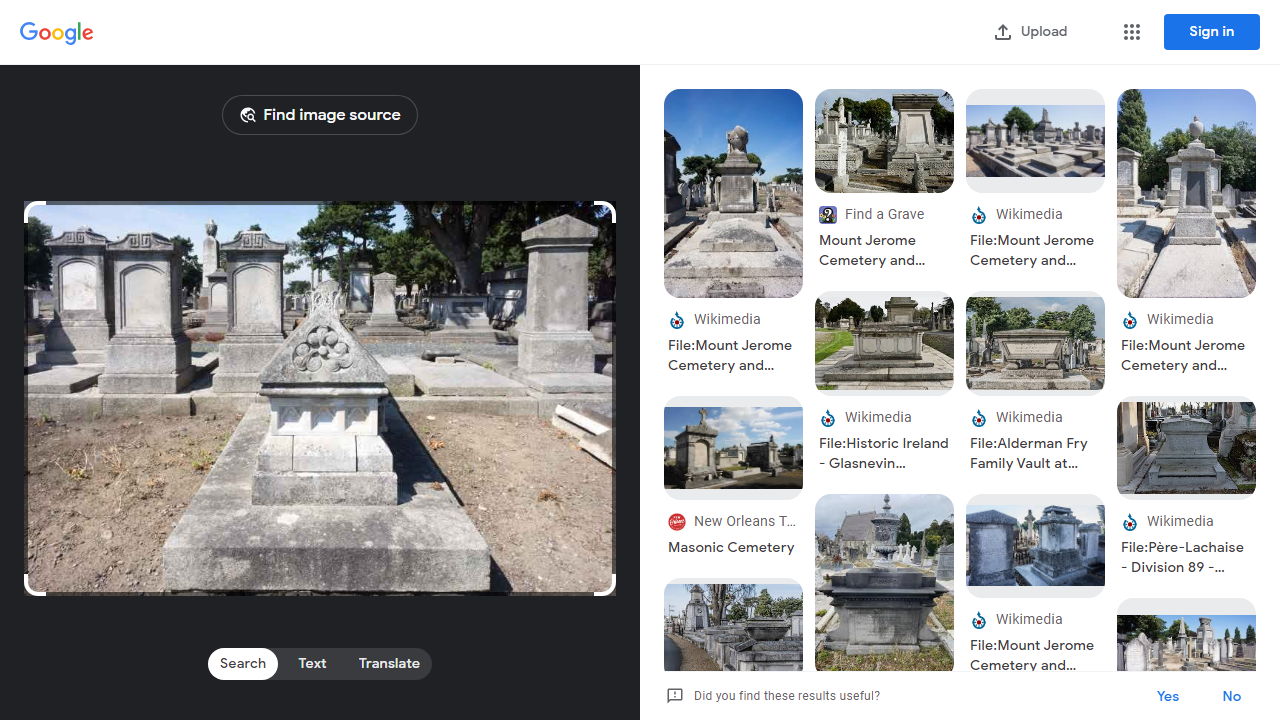 Google
Upload
Sign in
Find image source
Search
Text
Translate
Wikimedia
File:Mount Jerome
Cemetery and...
New Orleans T...
Masonic Cemetery
Find a Grave
Mount Jerome
Cemetery and...
Wikimedia
File:Historic Ireland
- Glasnevin...
Wikimedia
File:Mount Jerome
Cemetery and...
Wikimedia
File:Alderman Fry
Family Vault at...
Wikimedia
File:Mount Jerome
Cemetery and...
Wikimedia
File:Mount Jerome
Cemetery and...
Wikimedia
File:Père-Lachaise
- Division 89 -...
Did you find these results useful?
Yes
No